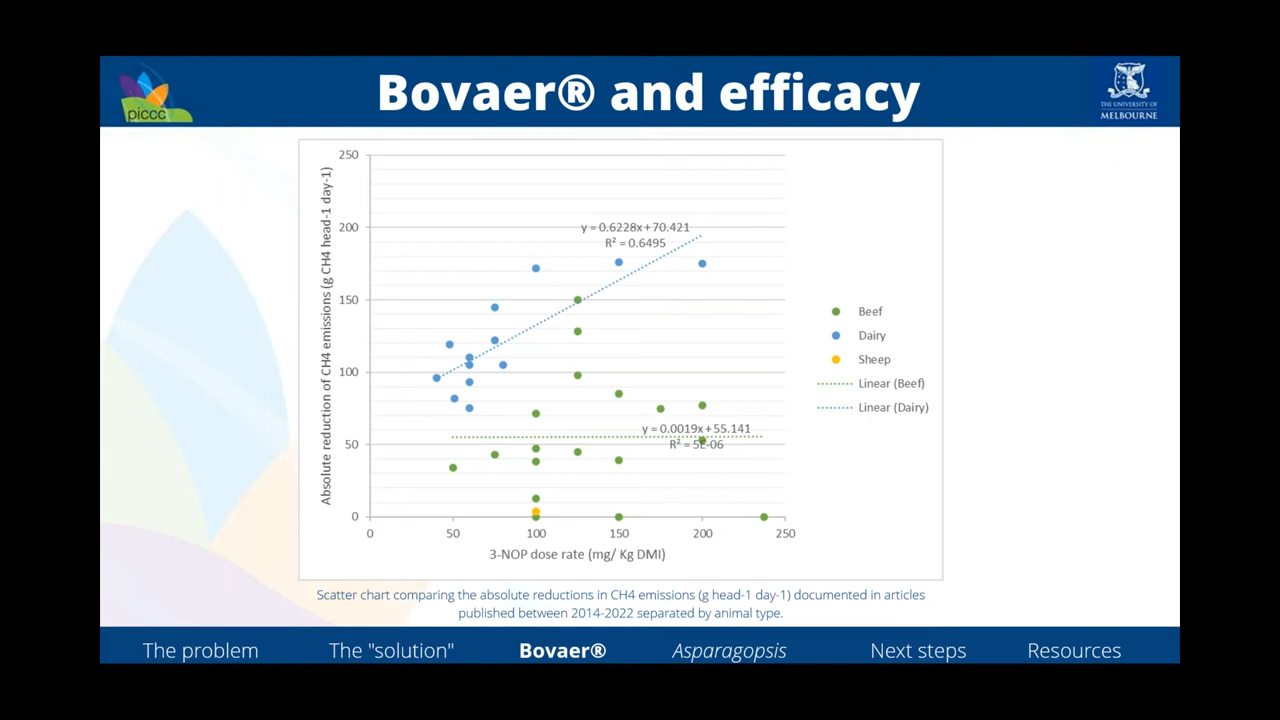 Bovaer® and efficacy
piccc
THE UNIVERSITY OF
MELBOURNE
Absolute reduction of CH4 emissions (g CH4 head-1 day-1)
250
200
150
100
50
0
y = 0.6228x + 70.421
R² = 0.6495
y = 0.0019x + 55.141
R² = 5E-06
0 50 100 150 200 250
3-NOP dose rate (mg/ Kg DMI)
Beef
Dairy
Sheep
Linear (Beef)
Linear (Dairy)
Scatter chart comparing the absolute reductions in CH4 emissions (g head-1 day-1) documented in articles
published between 2014-2022 separated by animal type.
The problem The "solution" Bovaer® Asparagopsis Next steps Resources